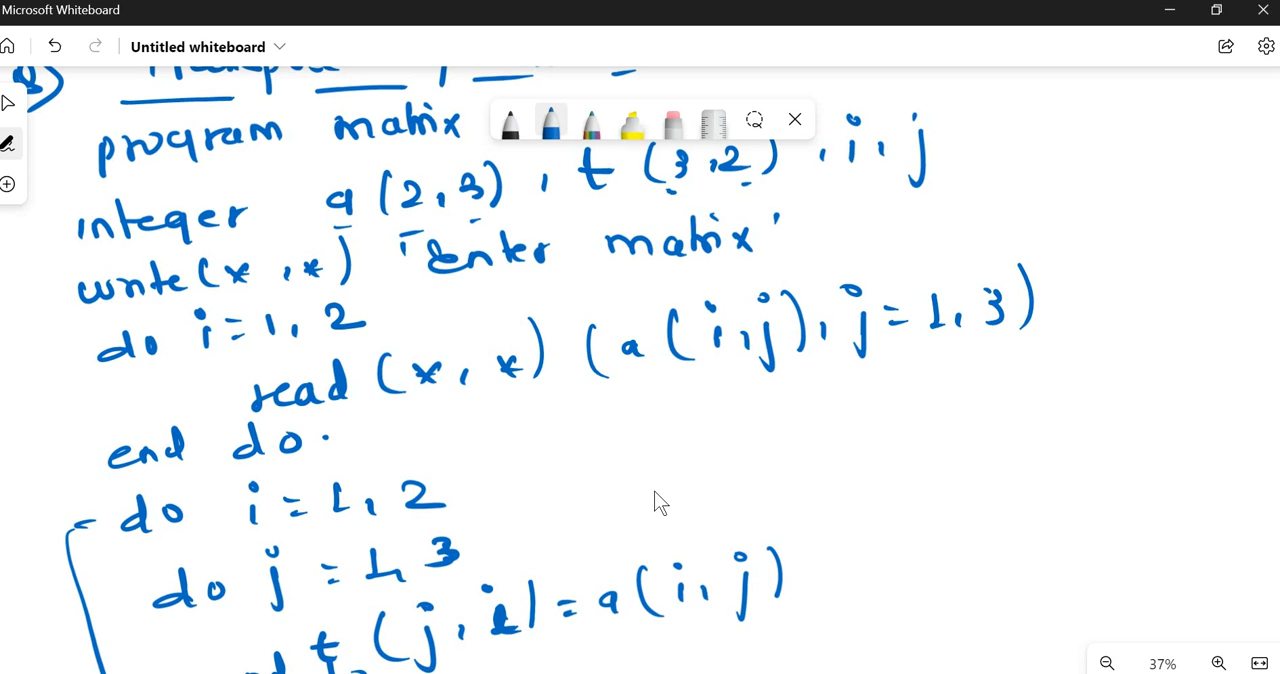 Microsoft Whiteboard
Untitled whiteboard
program matrix
integer a(2,3), t(3,2), i, j
write(*,*) 'Enter matrix'
do i=1,2
read(*,*) (a(i,j), j=1,3)
end do.
do i=1,2
do j=1,3
t(j,i)=a(i,j)
37%